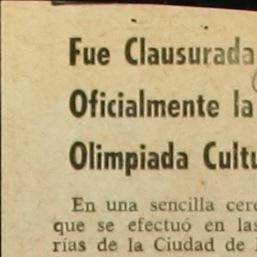 Fue Clausurada
Oficialmente la
Olimpiada Cultu
En una sencilla cere
que se efectuó en las
rías de la Ciudad de